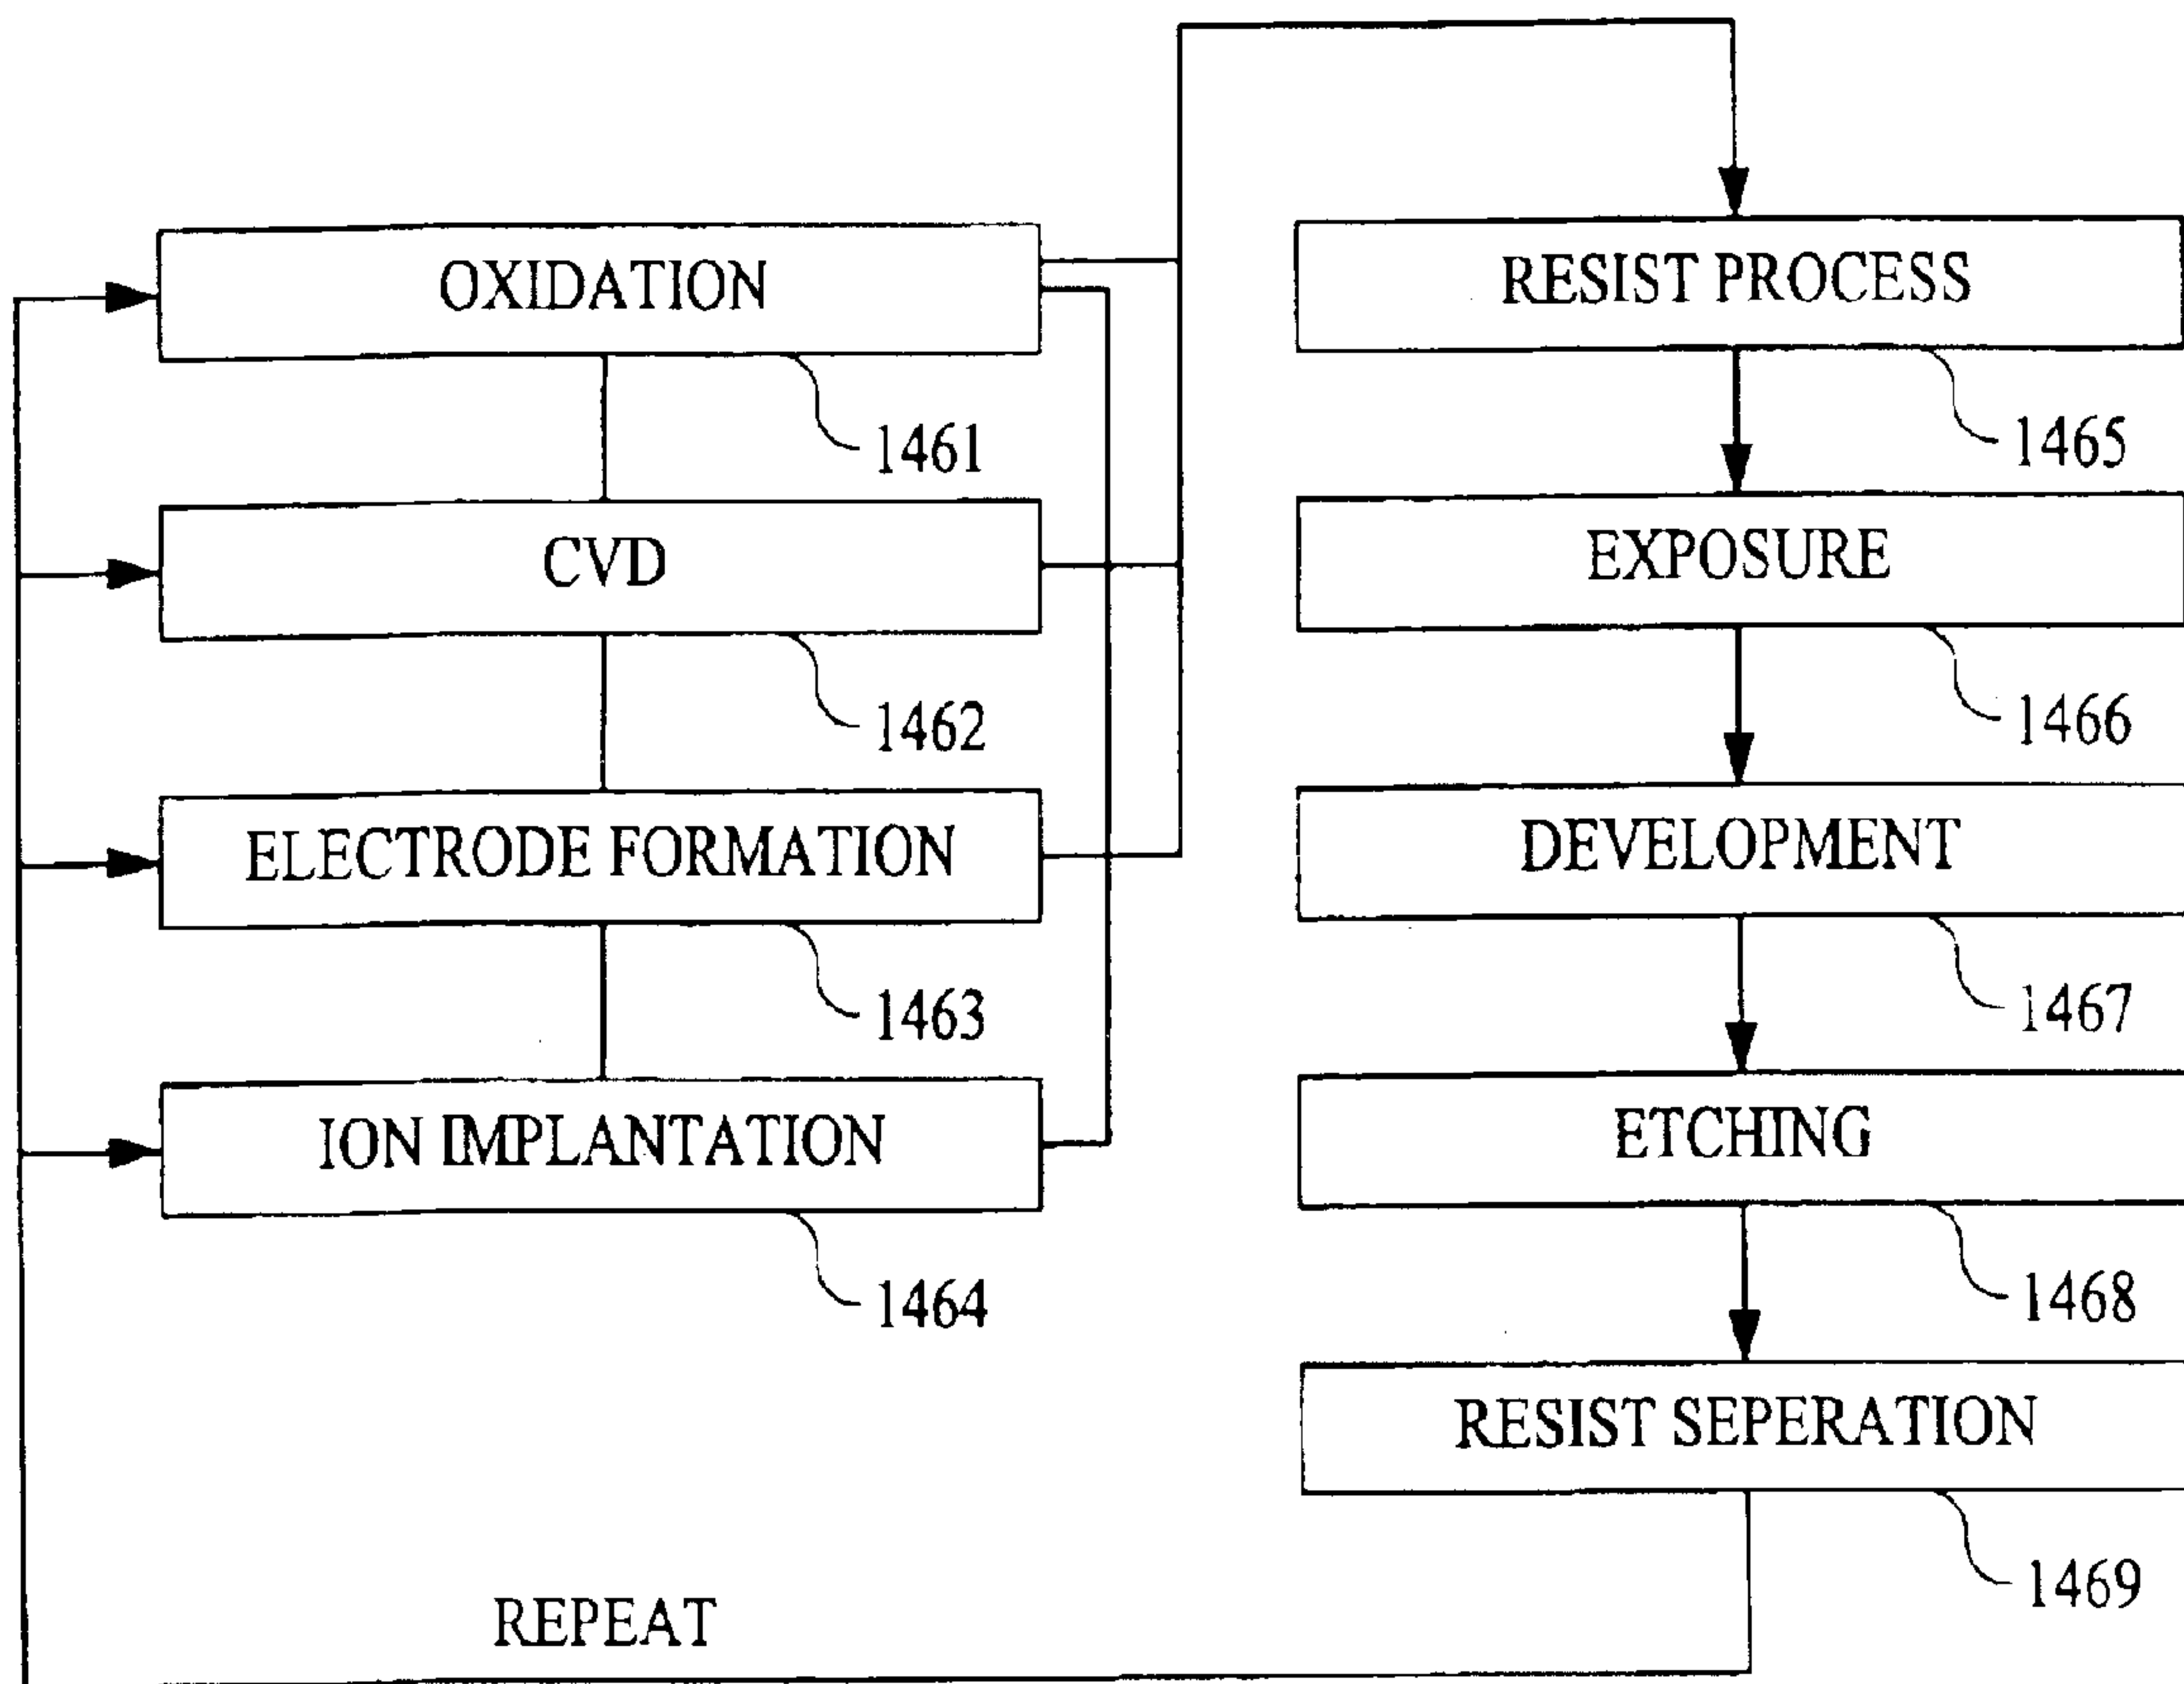 OXIDATION
1461
CVD
1462
ELECTRODE FORMATION
1463
ION IMPLANTATION
1464
RESIST PROCESS
1465
EXPOSURE
1466
DEVELOPMENT
1467
ETCHING
1468
RESIST SEPERATION
1469
REPEAT